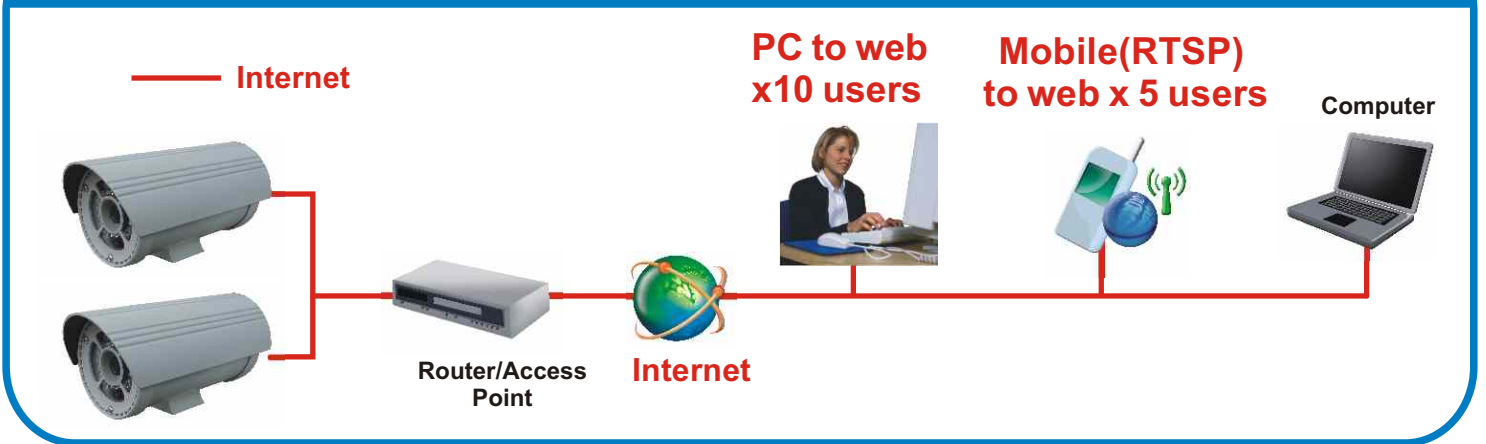 Internet
PC to web
x10 users
Mobile(RTSP)
to web x 5 users
Computer
Router/Access
Point
Internet